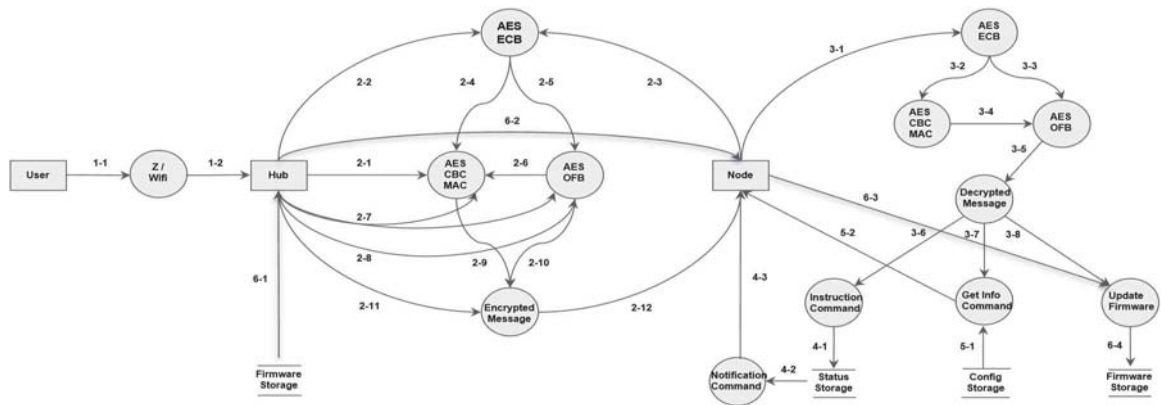 AES
ECB
AES
ECB
3-1
2-2
2-4
2-5
2-3
3-2
3-3
6-2
AES
CBC
MAC
3-4
AES
OFB
1-1
1-2
2-1
2-6
3-5
User
Z /
Wifi
Hub
AES
CBC
MAC
AES
OFB
Node
Decrypted
Message
6-3
2-7
5-2
3-6
3-7
3-8
2-8
2-9
2-10
6-1
4-3
2-11
Encrypted
Message
2-12
Instruction
Command
Get Info
Command
Update
Firmware
4-1
5-1
6-4
Firmware
Storage
Notification
Command
4-2
Status
Storage
Config
Storage
Firmware
Storage